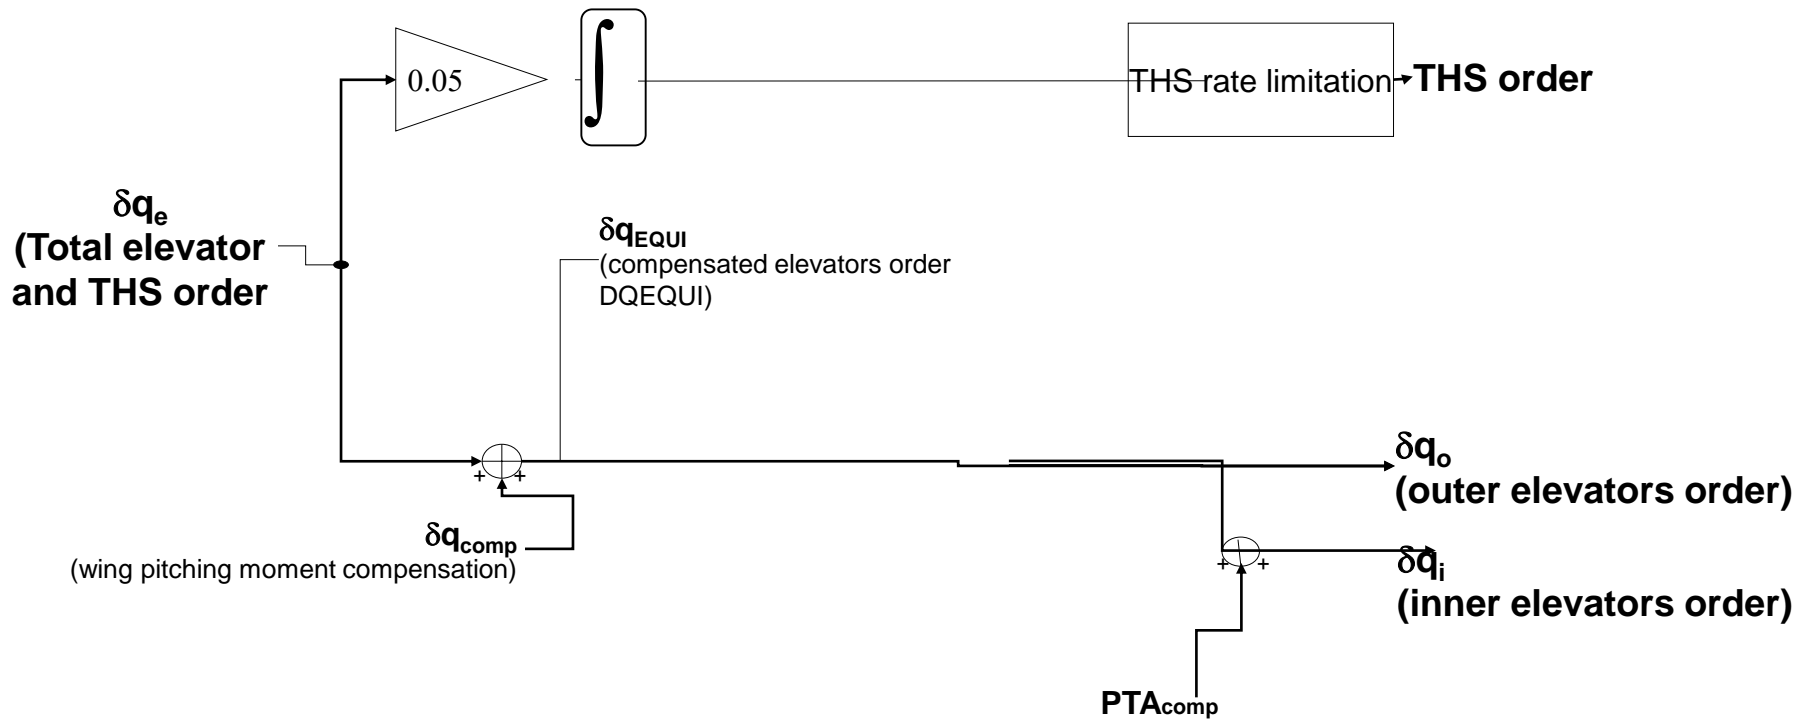 0.05
∫
THS rate limitation
THS order
δqe
(Total elevator
and THS order
δqEQUI
(compensated elevators order
DQEQUI)
+ +
δqcomp
(wing pitching moment compensation)
δqo
(outer elevators order)
+ +
δqi
(inner elevators order)
PTAcomp